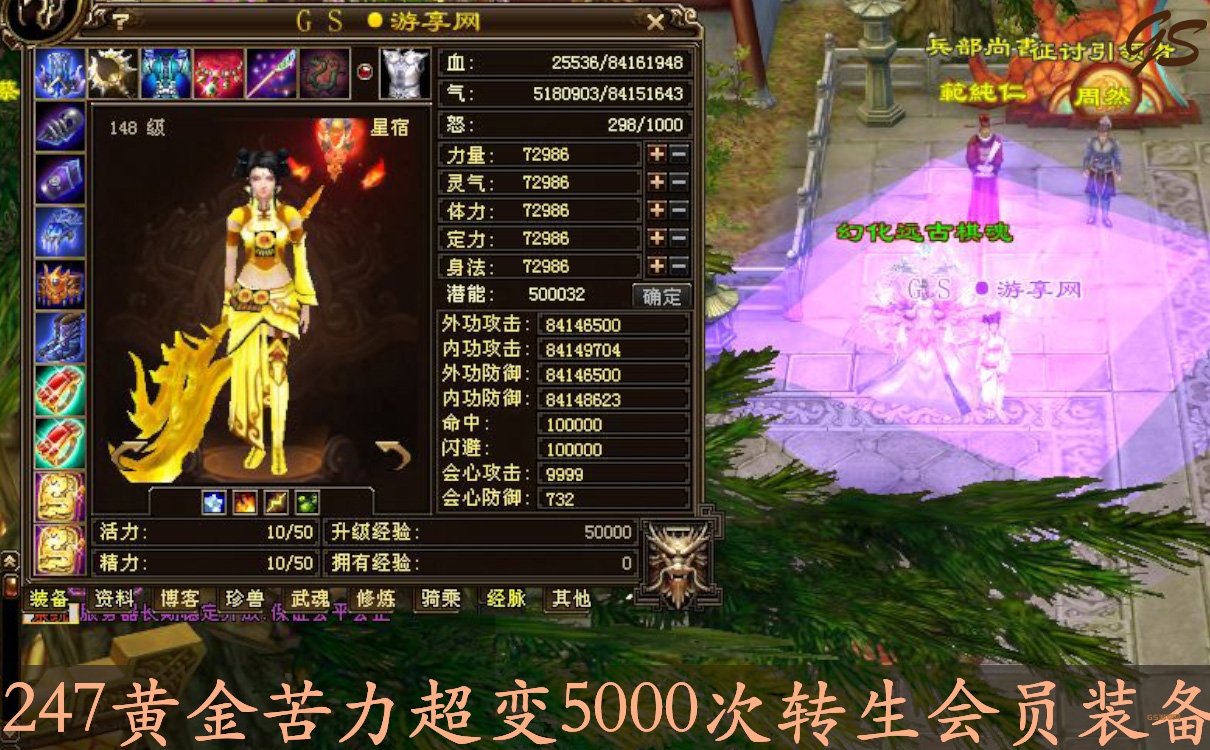 ? G S ●游享网 ×
148 级
星宿
血: 25536/84161948
气: 5180903/84151643
怒: 298/1000
力量: 72986
灵气: 72986
体力: 72986
定力: 72986
身法: 72986
潜能: 500032 确定
外功攻击: 84146500
内功攻击: 84149704
外功防御: 84146500
内功防御: 84148623
命中: 100000
闪避: 100000
会心攻击: 9999
会心防御: 732
活力: 10/50 升级经验: 50000
精力: 10/50 拥有经验: 0
装备 资料 博客 珍兽 武魂 修炼 骑乘 经脉 其他
GS
兵部尚书
征讨引领者
範純仁
周然
幻化远古棋魂
G S ●游享网
247黄金苦力超变5000次转生会员装备